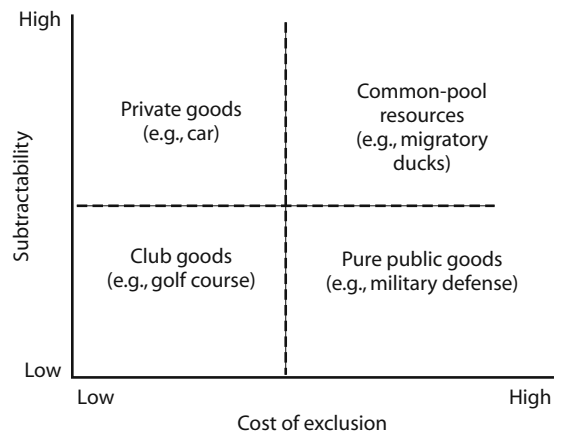 High
Private goods
(e.g., car)
Common-pool
resources
(e.g., migratory
ducks)
Subtractability
Club goods
(e.g., golf course)
Pure public goods
(e.g., military defense)
Low
Low
High
Cost of exclusion